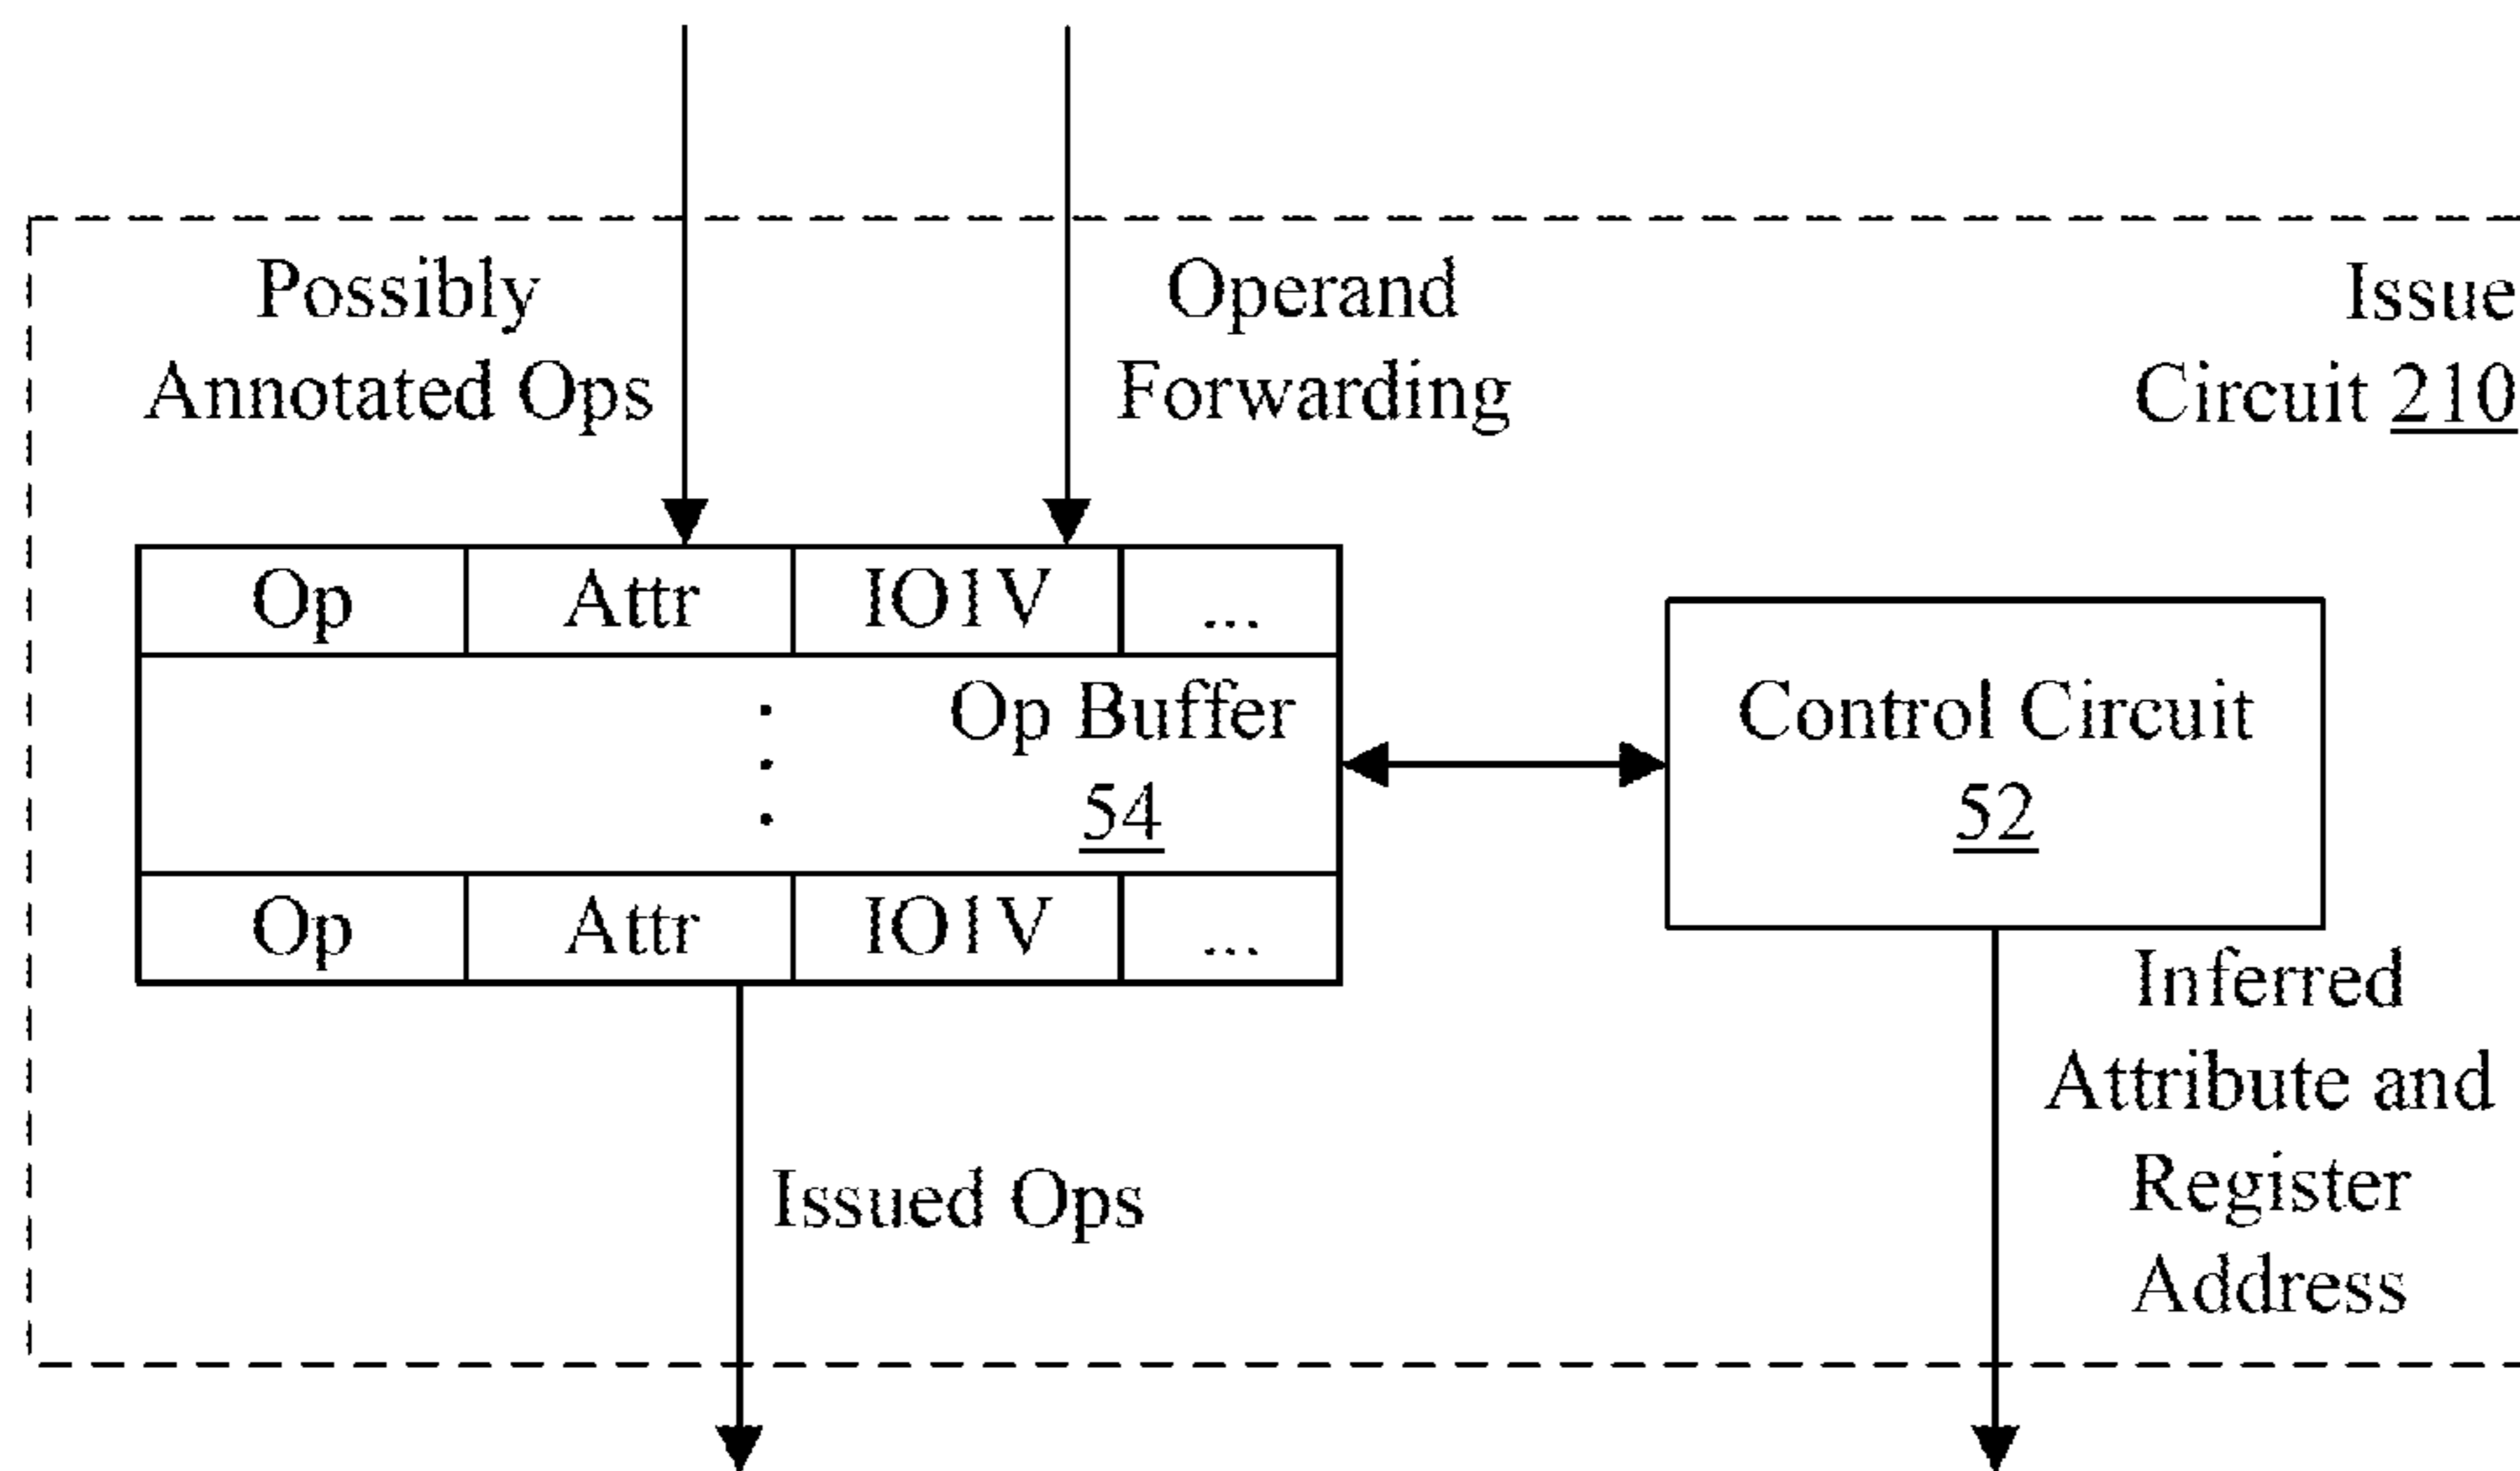 Possibly
Annotated Ops
Operand
Forwarding
Issue
Circuit 210
Op Attr IO1V ...
Op Buffer
54
Op Attr IO1V ...
Control Circuit
52
Inferred
Attribute and
Register
Address
Issued Ops